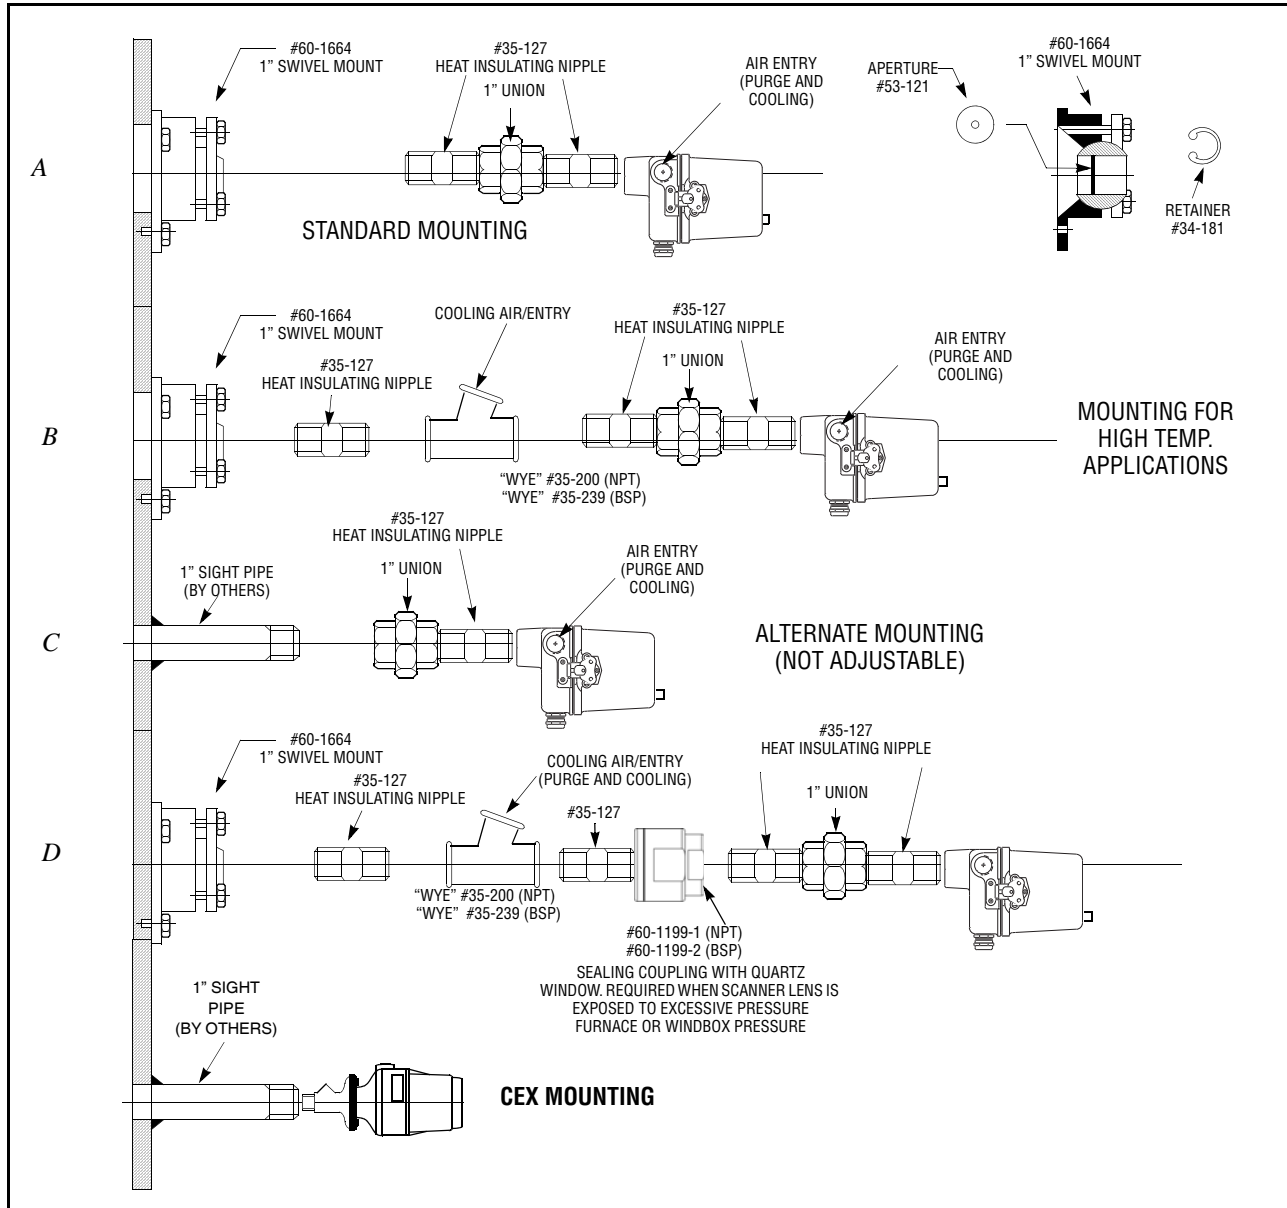 #60-1664
1” SWIVEL MOUNT
#35-127
HEAT INSULATING NIPPLE
1” UNION
AIR ENTRY
(PURGE AND
COOLING)
APERTURE
#53-121
#60-1664
1” SWIVEL MOUNT
RETAINER
#34-181
A
STANDARD MOUNTING
#60-1664
1” SWIVEL MOUNT
#35-127
HEAT INSULATING NIPPLE
COOLING AIR/ENTRY
#35-127
HEAT INSULATING NIPPLE
1” UNION
AIR ENTRY
(PURGE AND
COOLING)
B
“WYE” #35-200 (NPT)
“WYE” #35-239 (BSP)
MOUNTING FOR
HIGH TEMP.
APPLICATIONS
1” SIGHT PIPE
(BY OTHERS)
#35-127
HEAT INSULATING NIPPLE
1” UNION
AIR ENTRY
(PURGE AND
COOLING)
C
ALTERNATE MOUNTING
(NOT ADJUSTABLE)
#60-1664
1” SWIVEL MOUNT
#35-127
HEAT INSULATING NIPPLE
COOLING AIR/ENTRY
(PURGE AND COOLING)
#35-127
#35-127
HEAT INSULATING NIPPLE
1” UNION
D
“WYE” #35-200 (NPT)
“WYE” #35-239 (BSP)
#60-1199-1 (NPT)
#60-1199-2 (BSP)
SEALING COUPLING WITH QUARTZ
WINDOW. REQUIRED WHEN SCANNER LENS IS
EXPOSED TO EXCESSIVE PRESSURE
FURNACE OR WINDBOX PRESSURE
1” SIGHT
PIPE
(BY OTHERS)
CEX MOUNTING